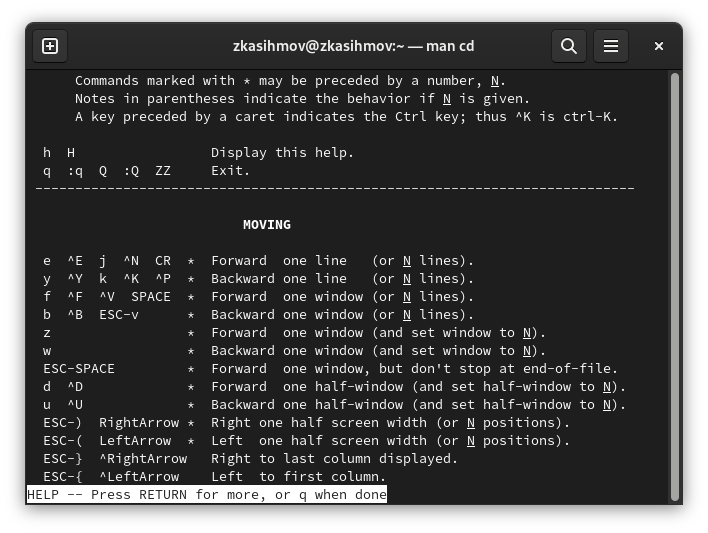 zkasihmov@zkasihmov:~ — man cd
Commands marked with * may be preceded by a number, N.
Notes in parentheses indicate the behavior if N is given.
A key preceded by a caret indicates the Ctrl key; thus ^K is ctrl-K.
h  H                 Display this help.
q  :q  Q  :Q  ZZ     Exit.
---------------------------------------------------------------------------
MOVING
e  ^E  j  ^N  CR  *  Forward  one line   (or N lines).
y  ^Y  k  ^K  ^P  *  Backward one line   (or N lines).
f  ^F  ^V  SPACE  *  Forward  one window (or N lines).
b  ^B  ESC-v      *  Backward one window (or N lines).
z                 *  Forward  one window (and set window to N).
w                 *  Backward one window (and set window to N).
ESC-SPACE         *  Forward  one window, but don't stop at end-of-file.
d  ^D             *  Forward  one half-window (and set half-window to N).
u  ^U             *  Backward one half-window (and set half-window to N).
ESC-)  RightArrow *  Right one half screen width (or N positions).
ESC-(  LeftArrow  *  Left  one half screen width (or N positions).
ESC-}  ^RightArrow   Right to last column displayed.
ESC-{  ^LeftArrow    Left  to first column.
HELP -- Press RETURN for more, or q when done